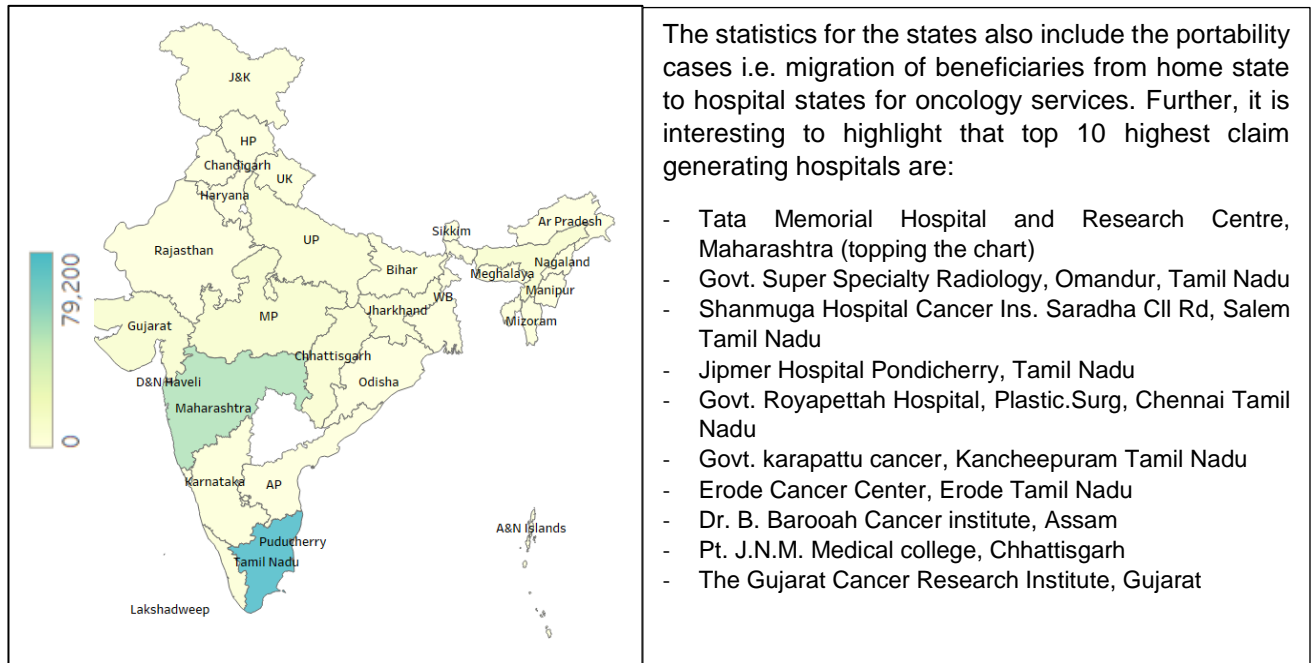 J&K
HP
Chandigarh
UK
Haryana
Rajasthan
UP
Sikkim
Ar Pradesh
Bihar
Nagaland
Meghalaya
Manipur
WB
Jharkhand
Mizoram
Gujarat
MP
Chhattisgarh
Odisha
D&N Haveli
Maharashtra
Karnataka
AP
A&N Islands
Puducherry
Tamil Nadu
Lakshadweep
79,200
0
The statistics for the states also include the portability
cases i.e. migration of beneficiaries from home state
to hospital states for oncology services. Further, it is
interesting to highlight that top 10 highest claim
generating hospitals are:
- Tata Memorial Hospital and Research Centre,
Maharashtra (topping the chart)
- Govt. Super Specialty Radiology, Omandur, Tamil Nadu
- Shanmuga Hospital Cancer Ins. Saradha Cll Rd, Salem
Tamil Nadu
- Jipmer Hospital Pondicherry, Tamil Nadu
- Govt. Royapettah Hospital, Plastic.Surg, Chennai Tamil
Nadu
- Govt. karapattu cancer, Kancheepuram Tamil Nadu
- Erode Cancer Center, Erode Tamil Nadu
- Dr. B. Barooah Cancer institute, Assam
- Pt. J.N.M. Medical college, Chhattisgarh
- The Gujarat Cancer Research Institute, Gujarat